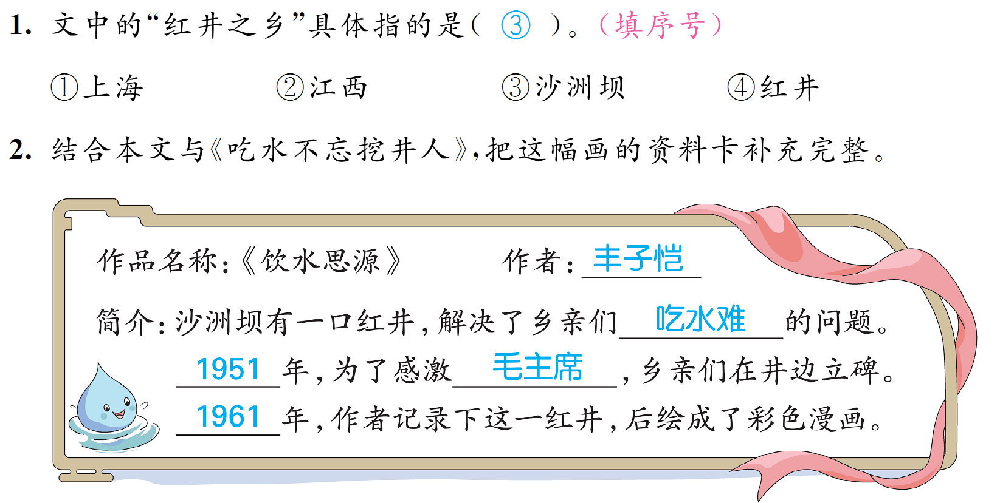 1. 文中的“红井之乡”具体指的是( ③ )。(填序号)
①上海 ②江西 ③沙洲坝 ④红井
2. 结合本文与《吃水不忘挖井人》,把这幅画的资料卡补充完整。
作品名称:《饮水思源》 作者:丰子恺
简介:沙洲坝有一口红井,解决了乡亲们吃水难的问题。
1951年,为了感激毛主席,乡亲们在井边立碑。
1961年,作者记录下这一红井,后绘成了彩色漫画。